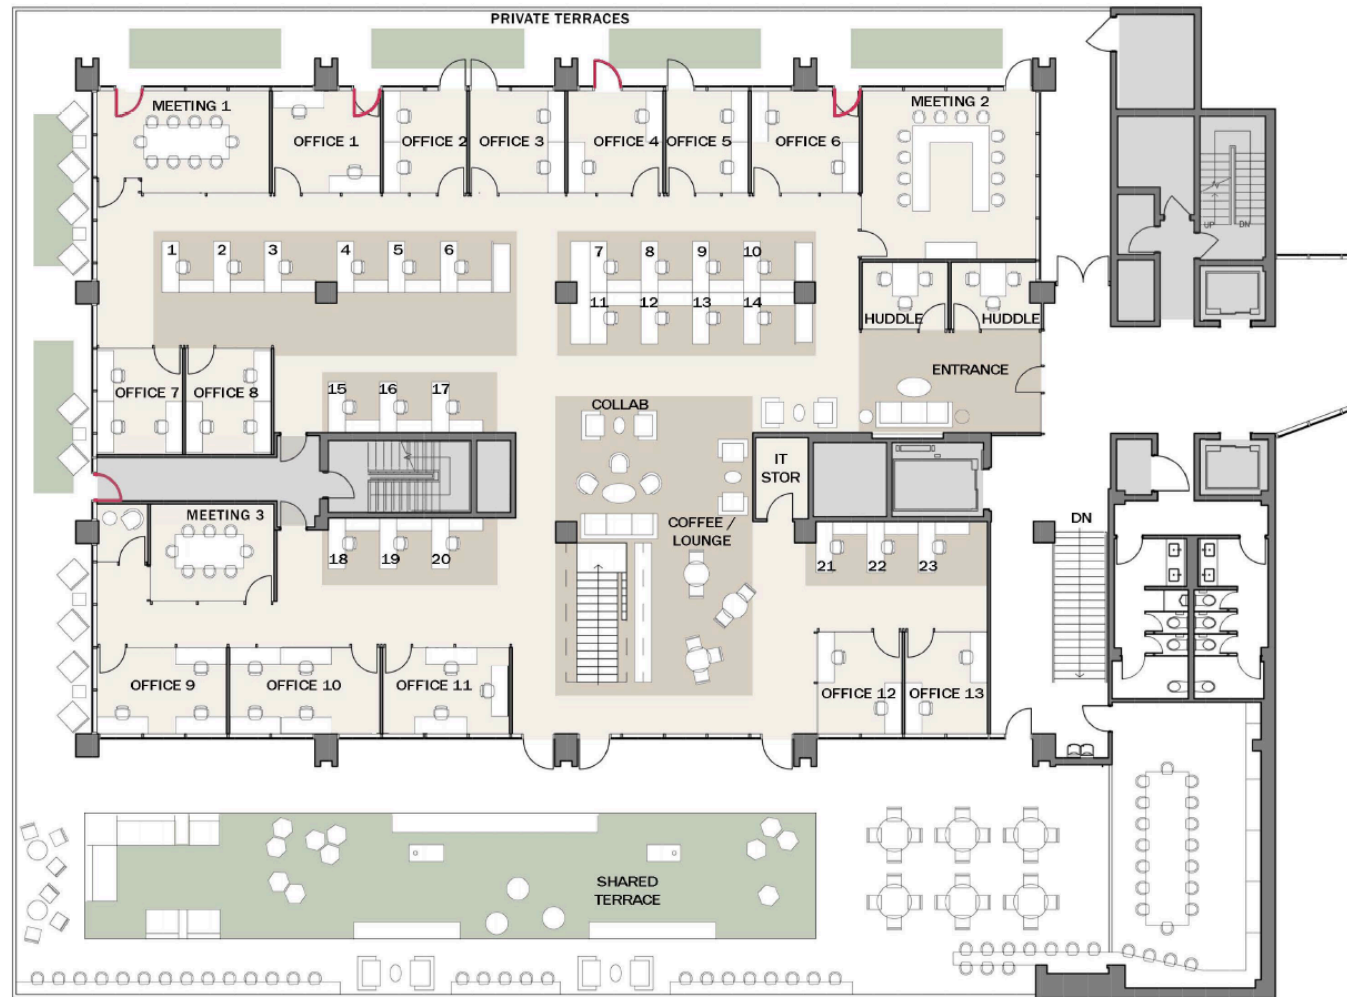 PRIVATE TERRACES
MEETING 1
MEETING 2
OFFICE 1
OFFICE 2
OFFICE 3
OFFICE 4
OFFICE 5
OFFICE 6
1
2
3
4
5
6
7
8
9
10
11
12
13
14
UP
DN
HUDDLE
HUDDLE
ENTRANCE
OFFICE 7
OFFICE 8
15
16
17
COLLAB
IT
STOR
MEETING 3
COFFEE /
LOUNGE
DN
18
19
20
21
22
23
OFFICE 9
OFFICE 10
OFFICE 11
OFFICE 12
OFFICE 13
SHARED
TERRACE